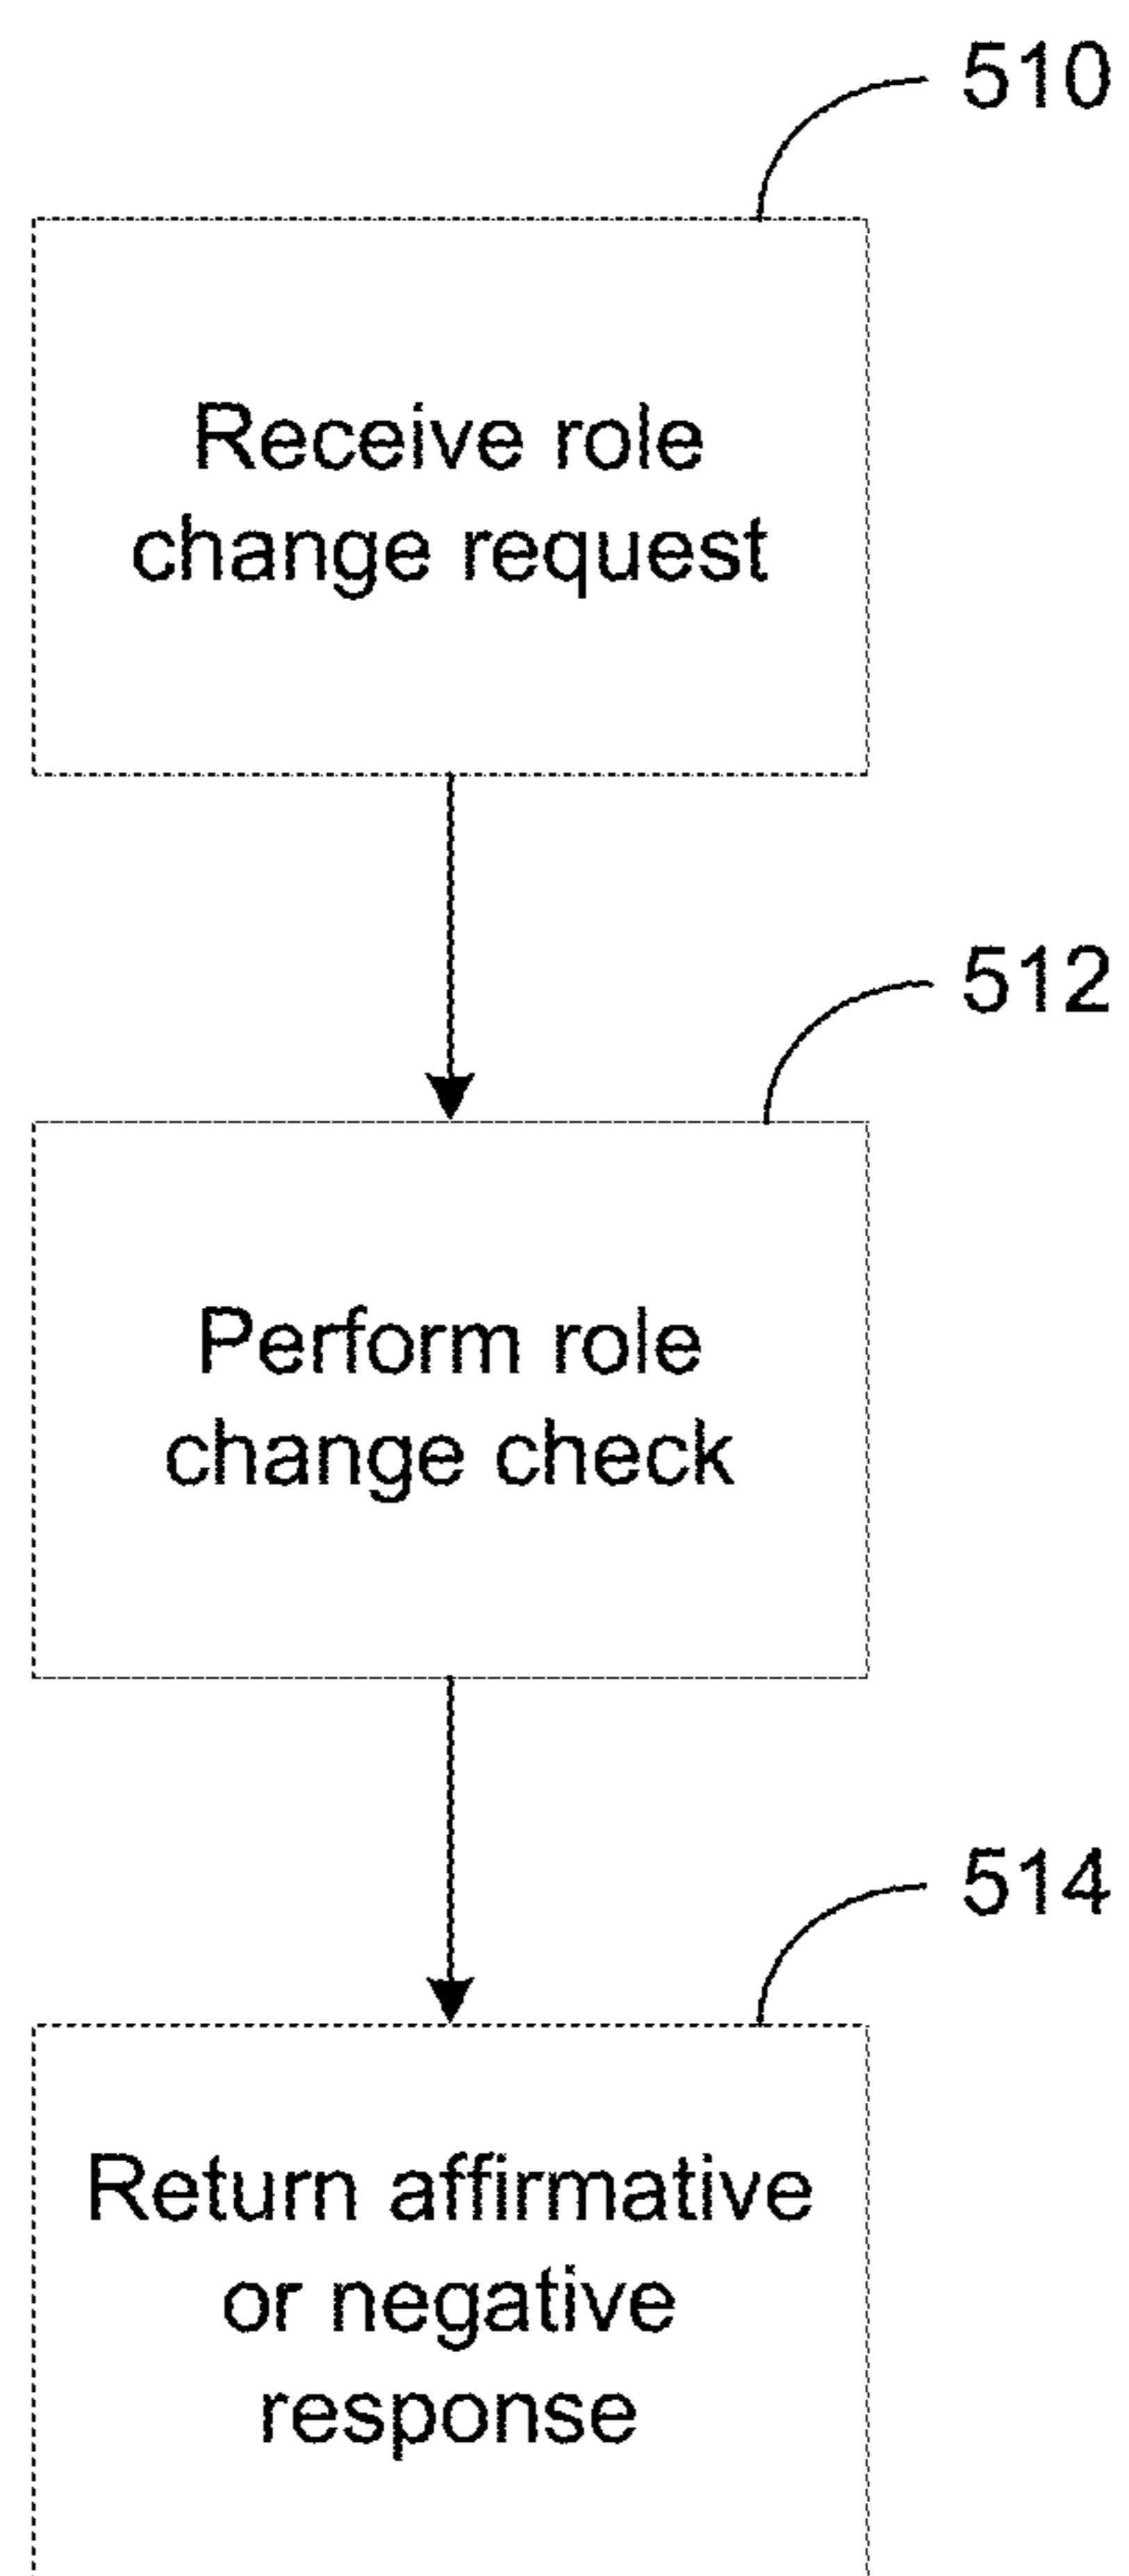 510
Receive role
change request
512
Perform role
change check
514
Return affirmative
or negative
response